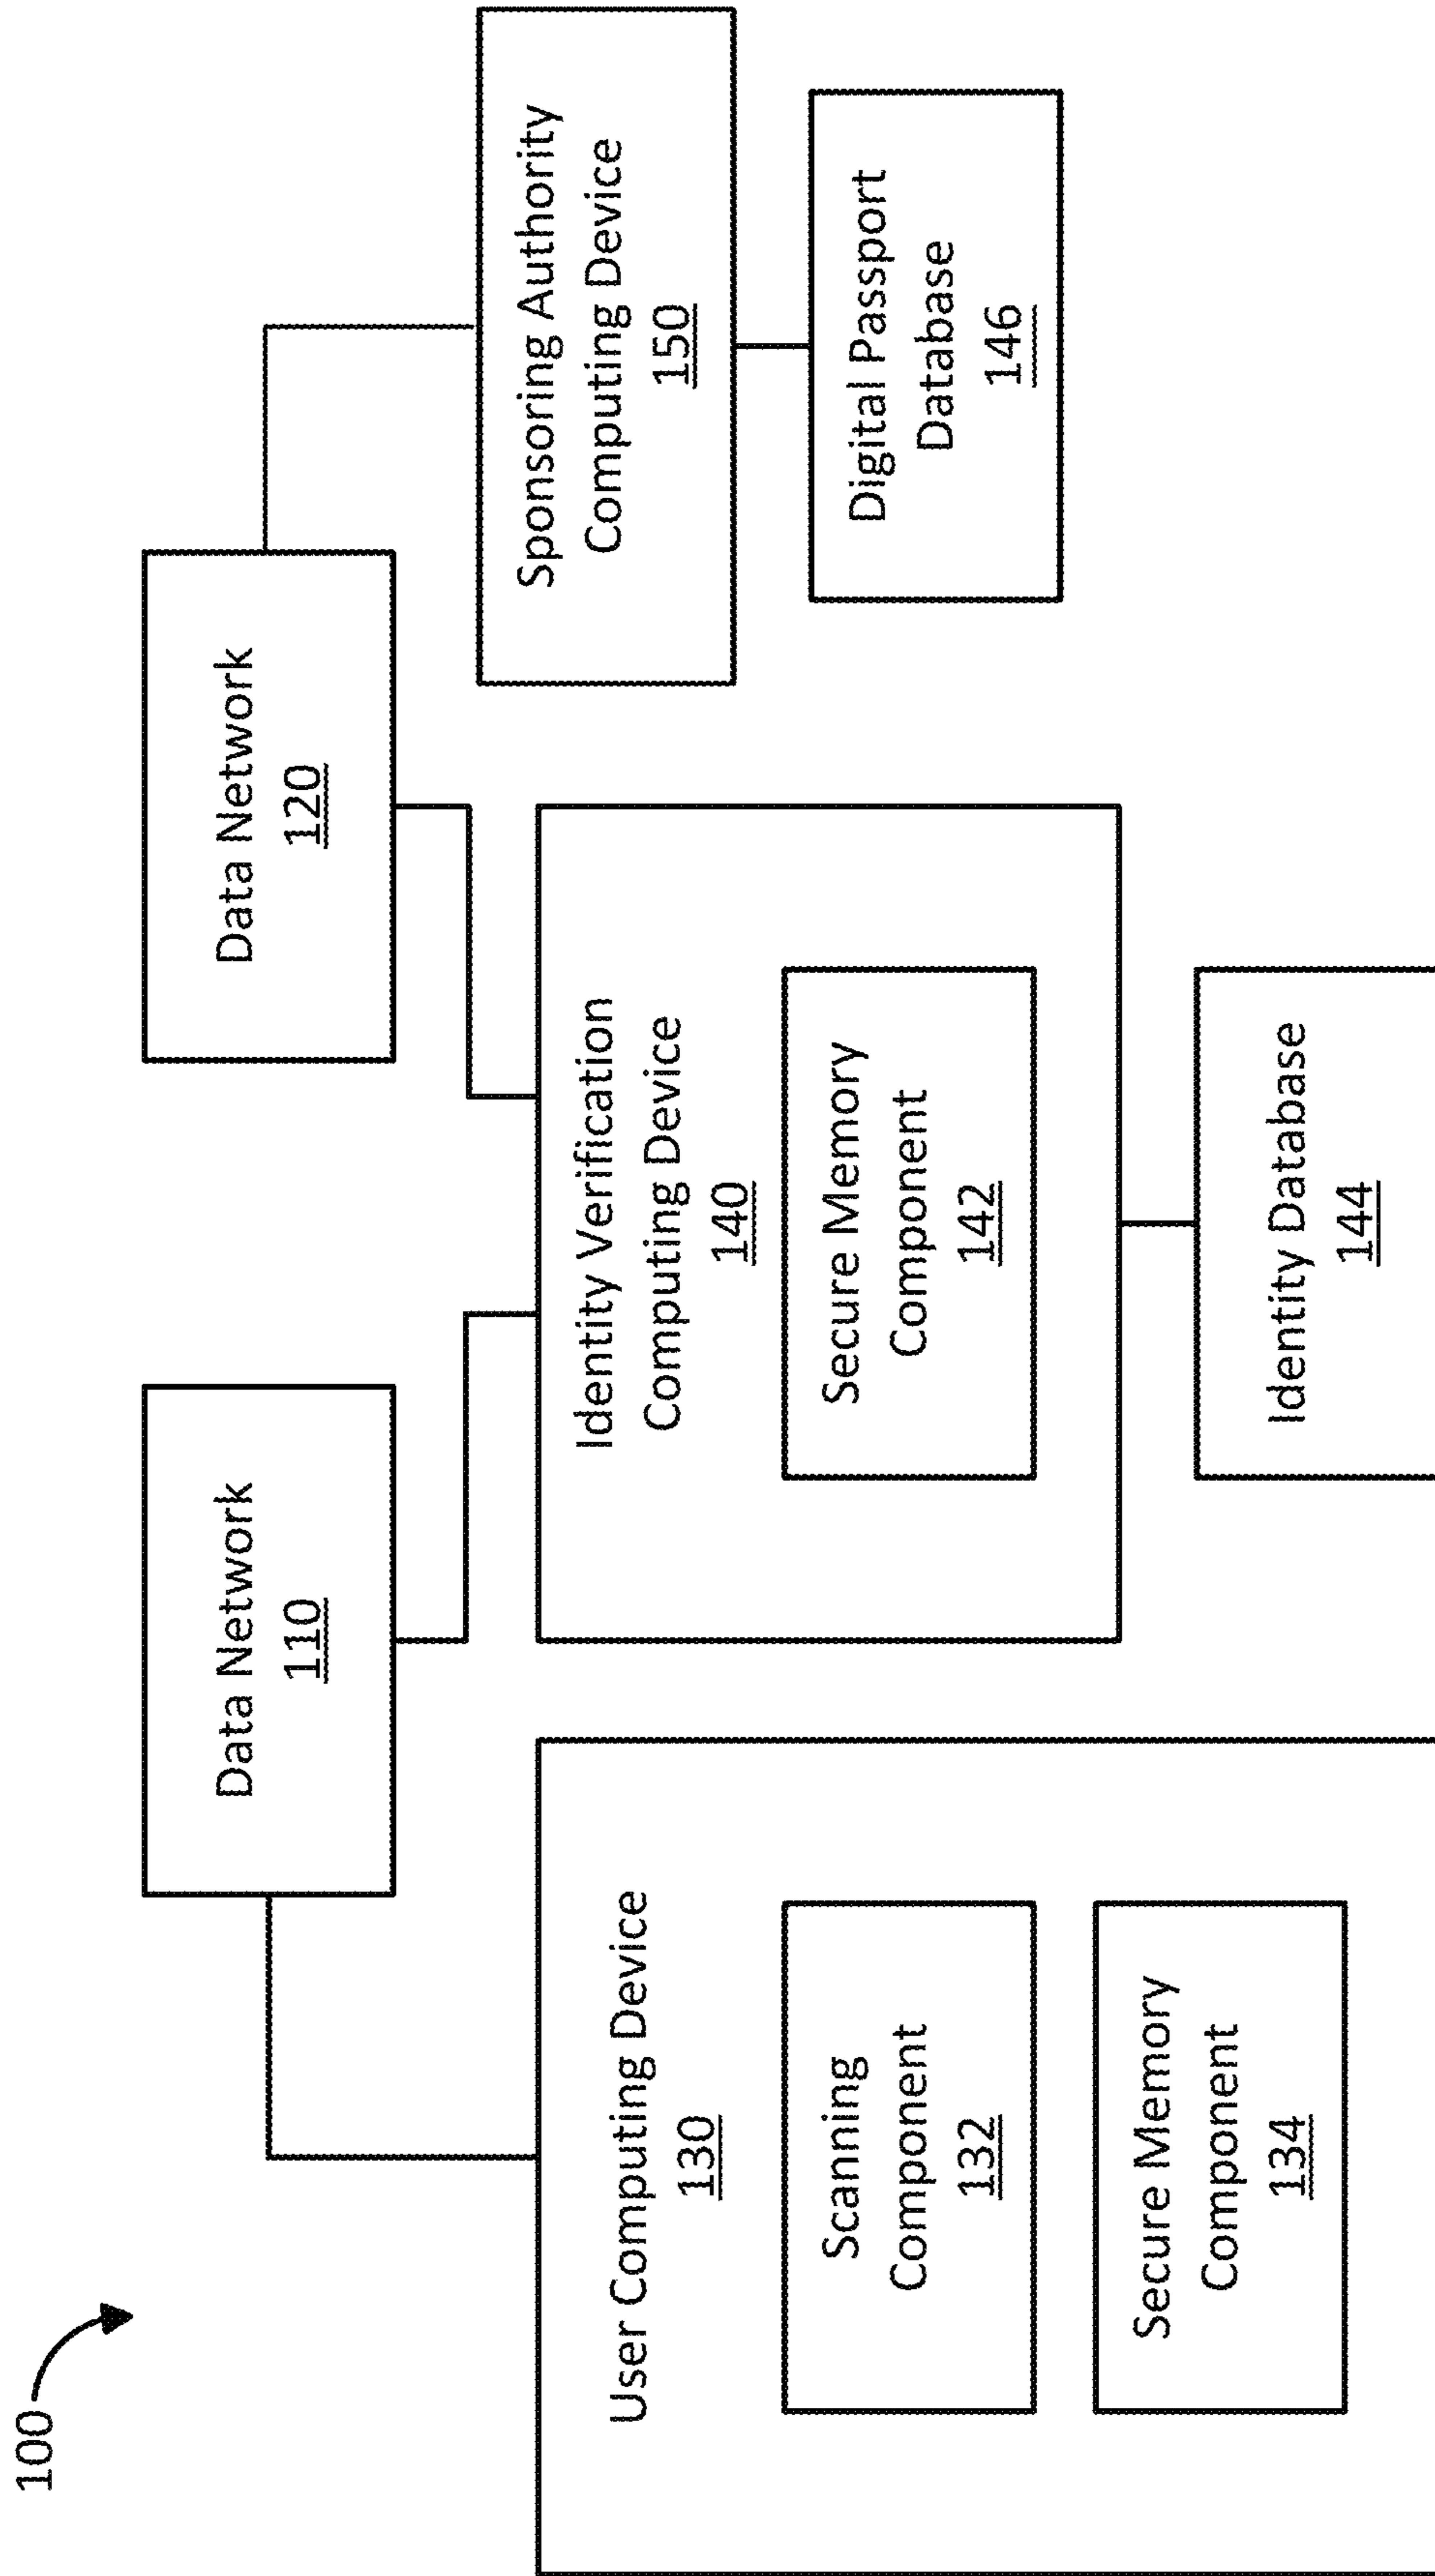 100
Data Network
110
Data Network
120
User Computing Device
130
Scanning
Component
132
Secure Memory
Component
134
Identity Verification
Computing Device
140
Secure Memory
Component
142
Identity Database
144
Sponsoring Authority
Computing Device
150
Digital Passport
Database
146